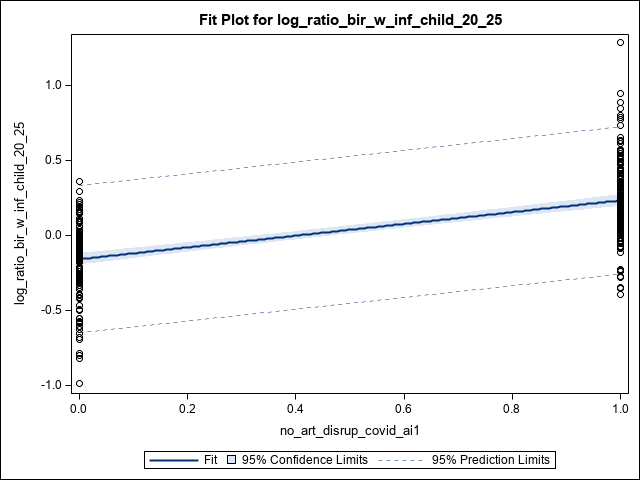 Fit Plot for log_ratio_bir_w_inf_child_20_25
1.0
0.5
0.0
-0.5
-1.0
log_ratio_bir_w_inf_child_20_25
0.0 0.2 0.4 0.6 0.8 1.0
no_art_disrup_covid_ai1
Fit 95% Confidence Limits 95% Prediction Limits